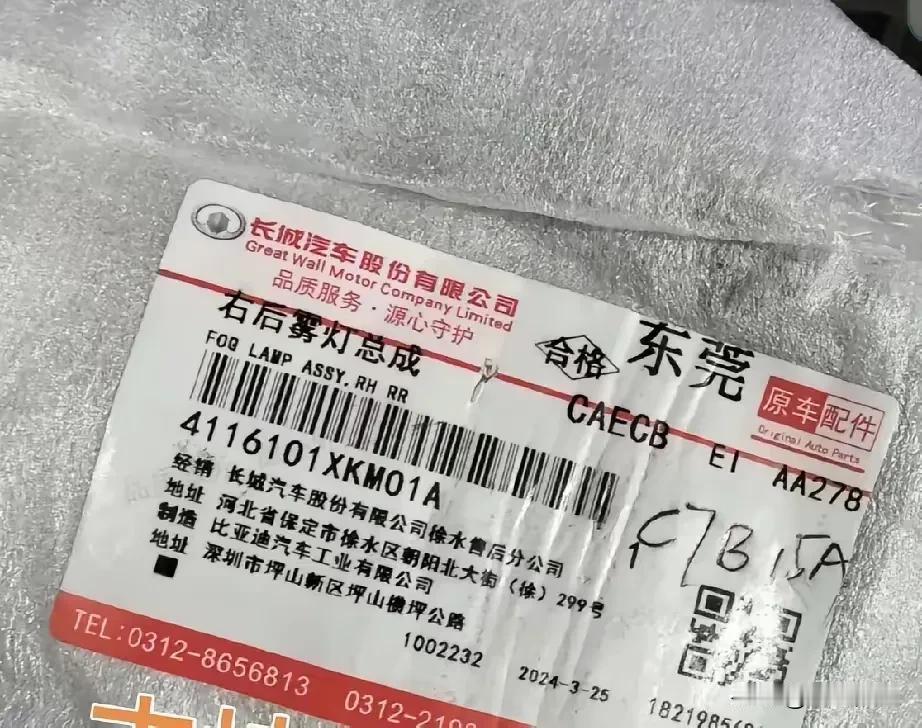 长城汽车股份有限公司
Great Wall Motor Company Limited
品质服务·源心守护
右后雾灯总成
FOG LAMP ASSY.RH RR
合格
东莞
原车配件
Original Auto Parts
CAECB EI AA278
4116101XKM01A
经销 长城汽车股份有限公司徐水售后分公司
地址 河北省保定市徐水区朝阳北大街(徐)299号
制造 比亚迪汽车工业有限公司
地址 深圳市坪山新区坪山横坪公路
B 15A
1002232
2024-3-25
TEL:0312-8656813